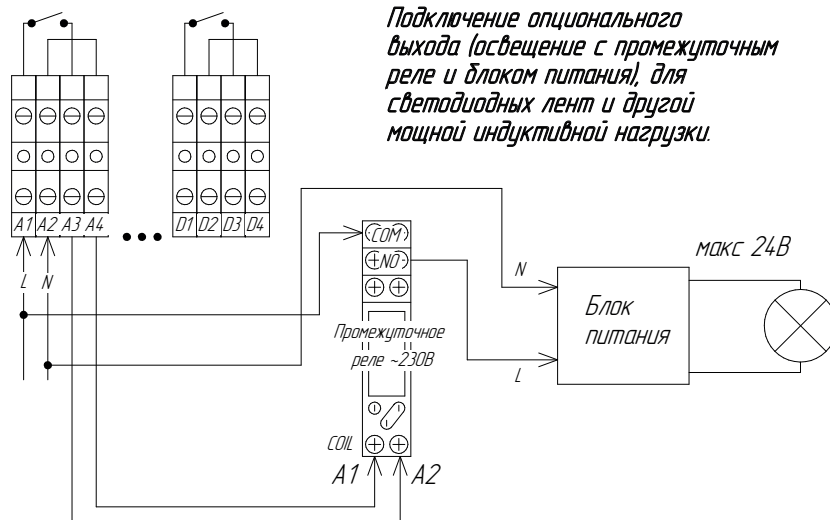 Подключение опционального
выхода (освещение с промежуточным
реле и блоком питания), для
светодиодных лент и другой
мощной индуктивной нагрузки.
A1 A2 A3 A4
D1 D2 D3 D4
L N
COM
NO
N
L
макс 24В
Блок
питания
Промежуточное
реле ~230В
COIL
A1 A2